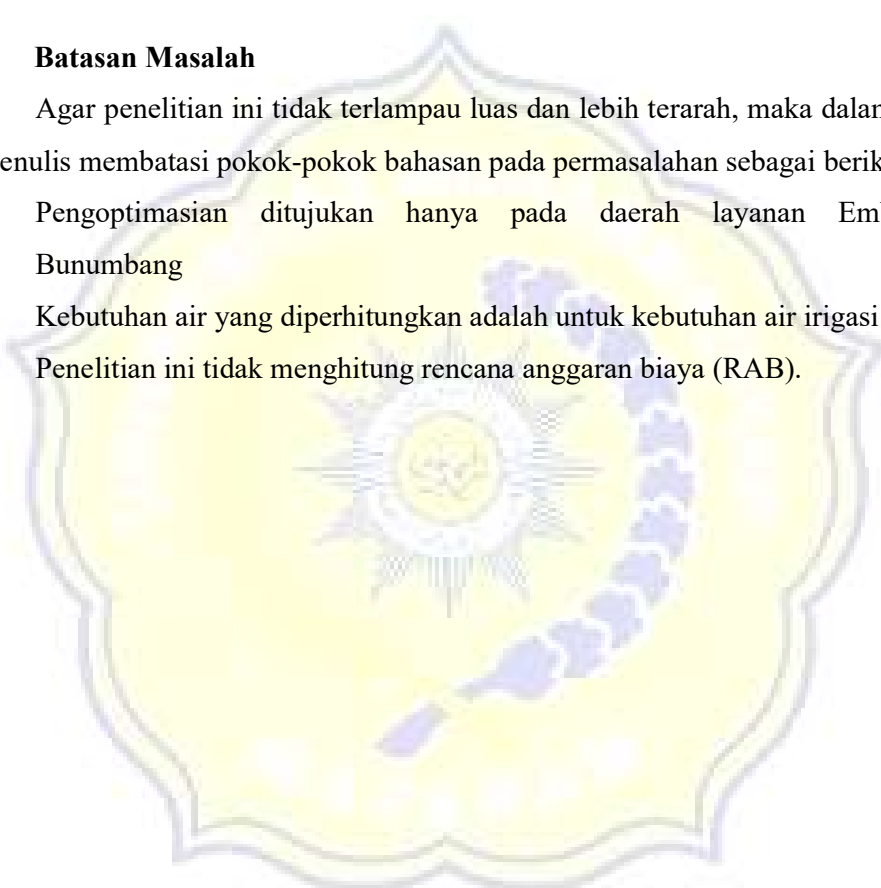 Batasan Masalah
Agar penelitian ini tidak terlampau luas dan lebih terarah, maka dalam
enulis membatasi pokok-pokok bahasan pada permasalahan sebagai berik
Pengoptimasian ditujukan hanya pada daerah layanan Em
Bunumbang
Kebutuhan air yang diperhitungkan adalah untuk kebutuhan air irigasi
Penelitian ini tidak menghitung rencana anggaran biaya (RAB).